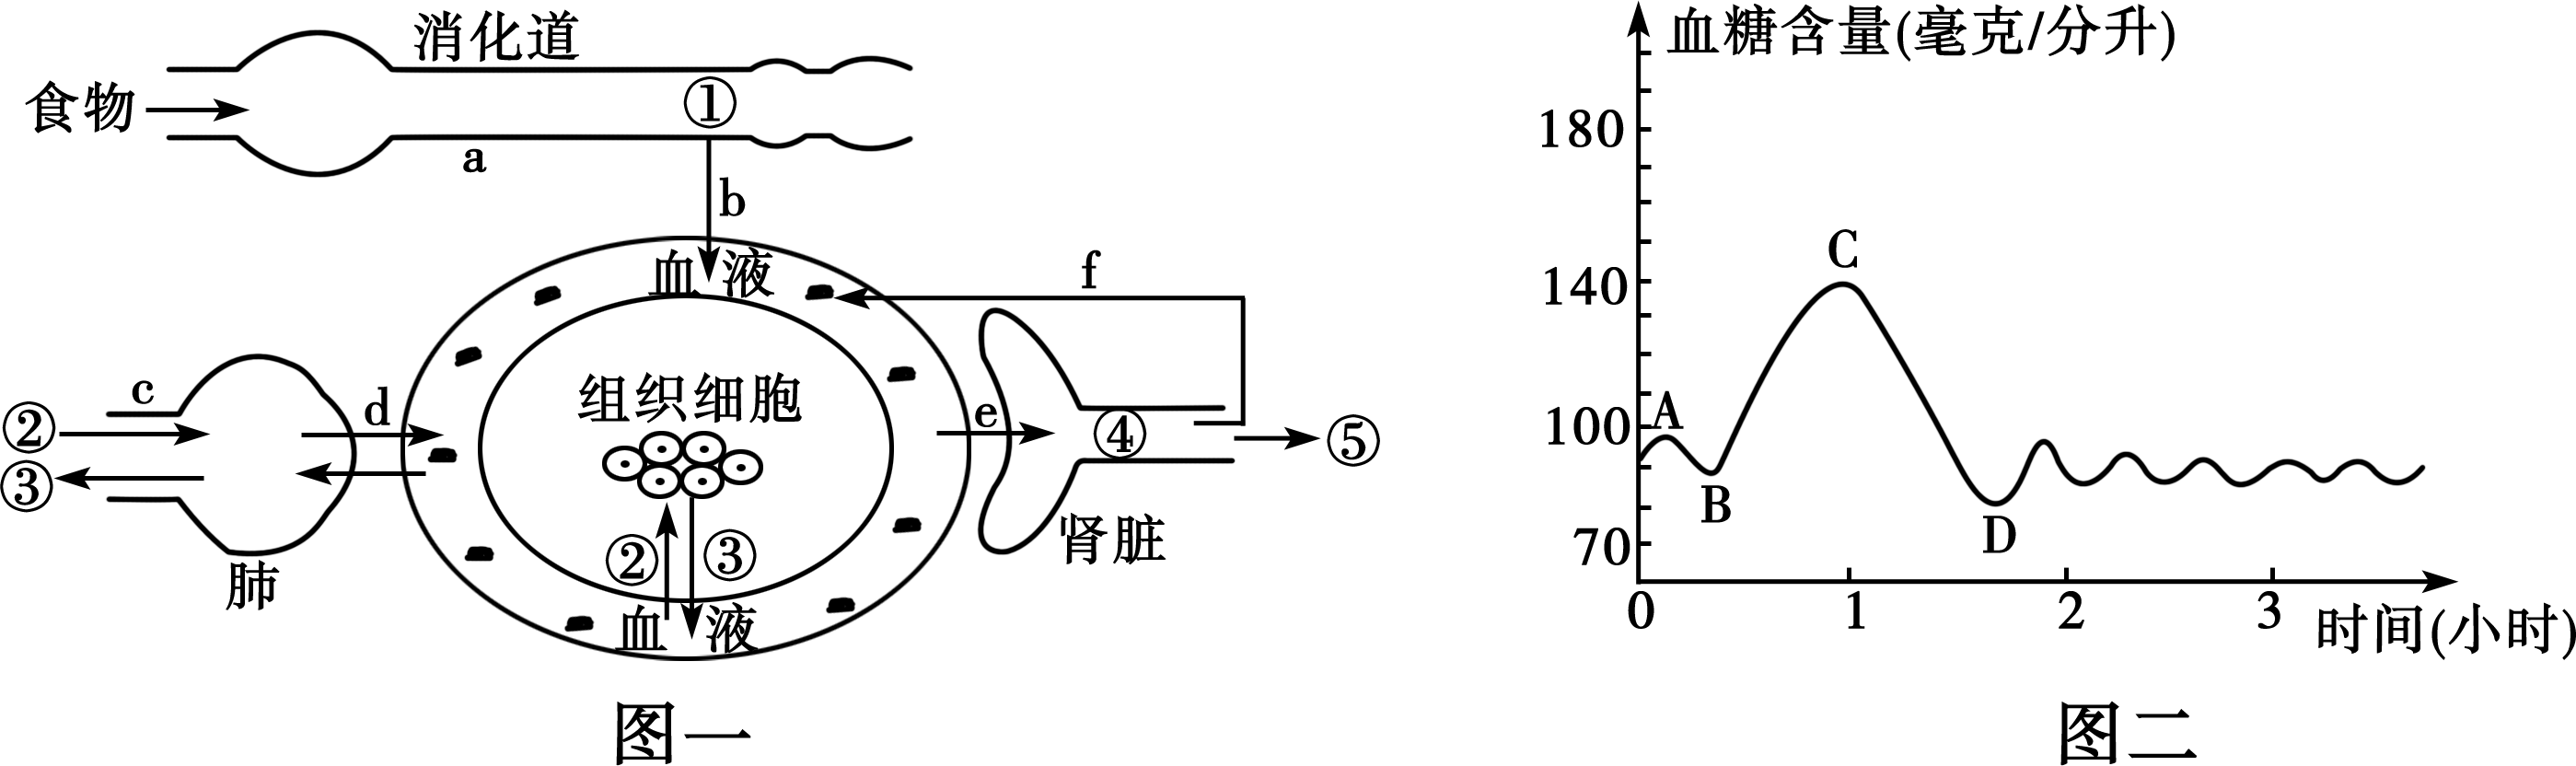 消化道
食物
①
a
b
血液
f
组织细胞
c
d
e
②
③
④
⑤
②
③
肾脏
肺
血液
图一
血糖含量(毫克/分升)
180
140
100
70
A
B
C
D
0 1 2 3
时间(小时)
图二